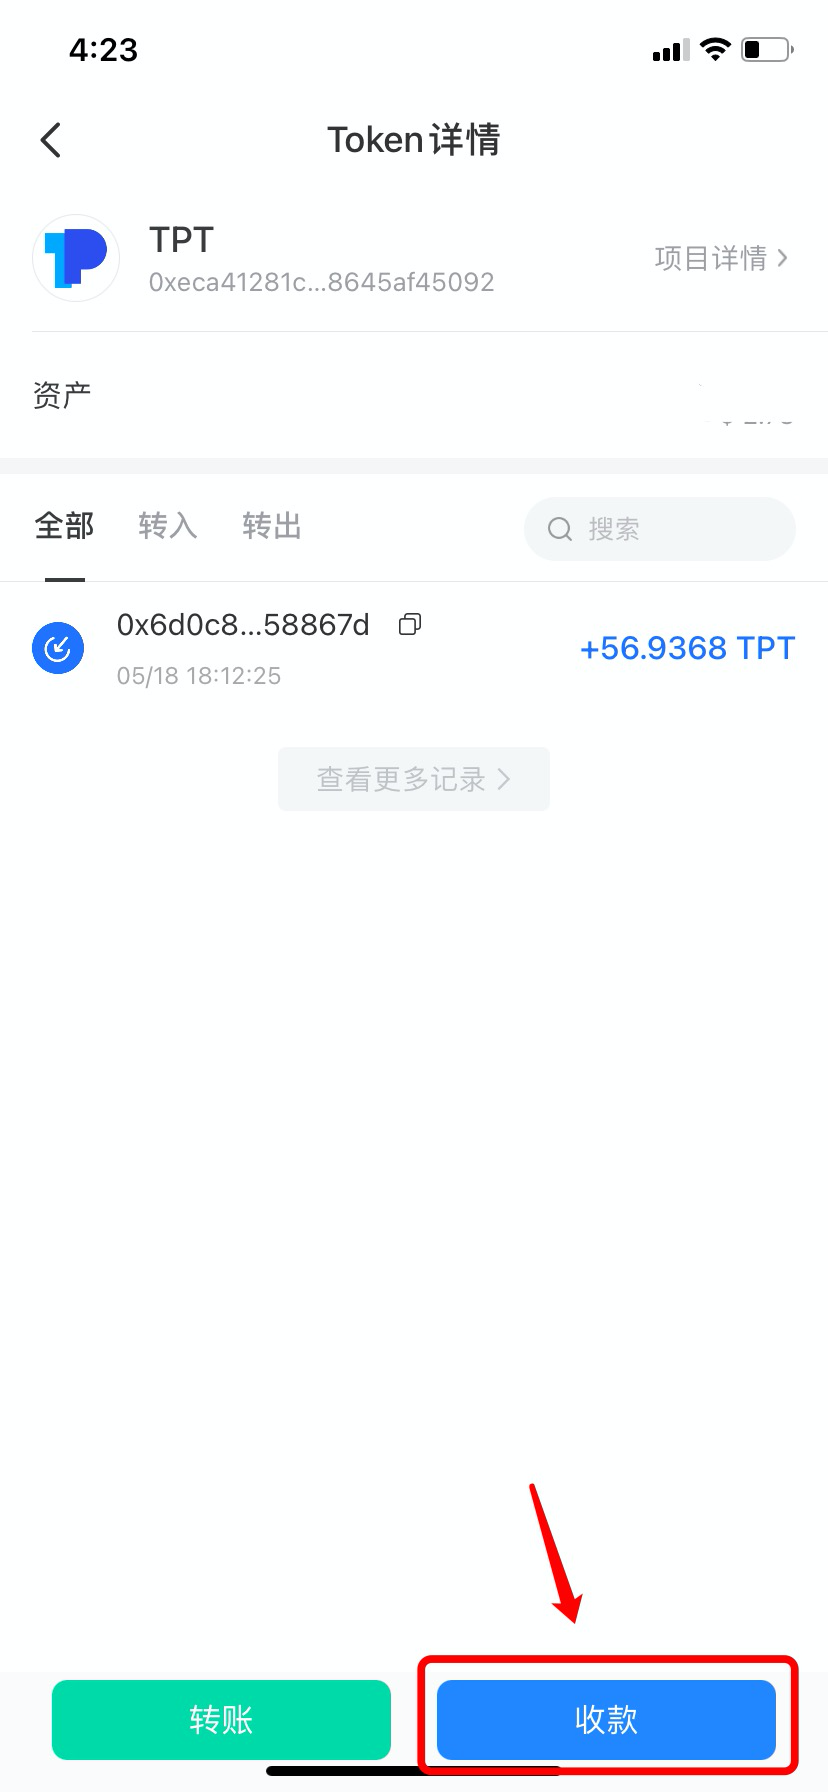 4:23
Token详情
TPT
0xeca41281c...8645af45092
项目详情
资产
全部 转入 转出 搜索
0x6d0c8...58867d
05/18 18:12:25
+56.9368 TPT
查看更多记录
转账 收款